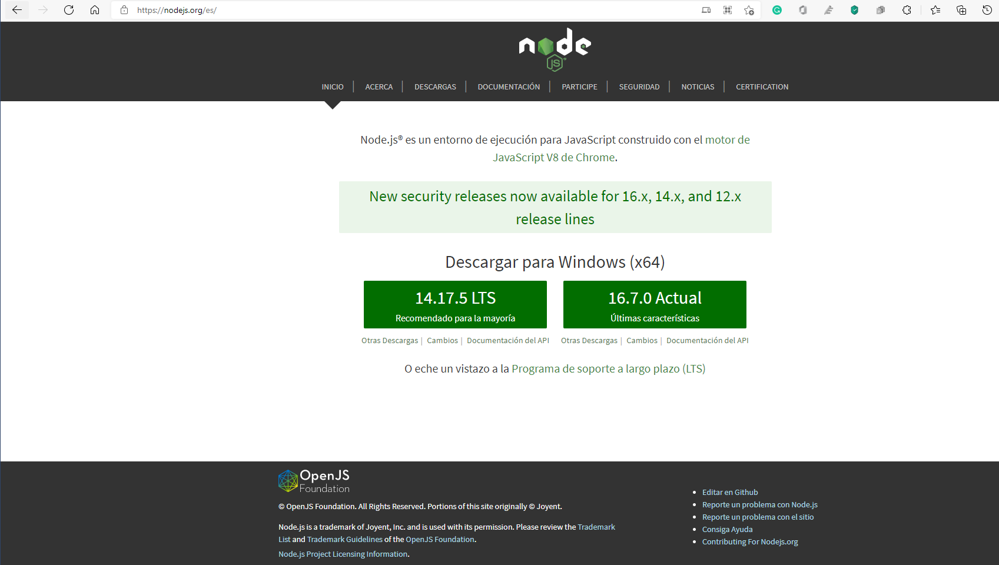 https://nodejs.org/es/
node
JS
INICIO | ACERCA | DESCARGAS | DOCUMENTACIÓN | PARTICIPE | SEGURIDAD | NOTICIAS | CERTIFICATION
Node.js® es un entorno de ejecución para JavaScript construido con el motor de
JavaScript V8 de Chrome.
New security releases now available for 16.x, 14.x, and 12.x
release lines
Descargar para Windows (x64)
14.17.5 LTS
Recomendado para la mayoría
16.7.0 Actual
Últimas características
Otras Descargas | Cambios | Documentación del API
Otras Descargas | Cambios | Documentación del API
O eche un vistazo a la Programa de soporte a largo plazo (LTS)
OpenJS
Foundation
© OpenJS Foundation. All Rights Reserved. Portions of this site originally © Joyent.
Node.js is a trademark of Joyent, Inc. and is used with its permission. Please review the Trademark
List and Trademark Guidelines of the OpenJS Foundation.
Node.js Project Licensing Information.
Editar en Github
Reporte un problema con Node.js
Reporte un problema con el sitio
Consiga Ayuda
Contributing For Nodejs.org